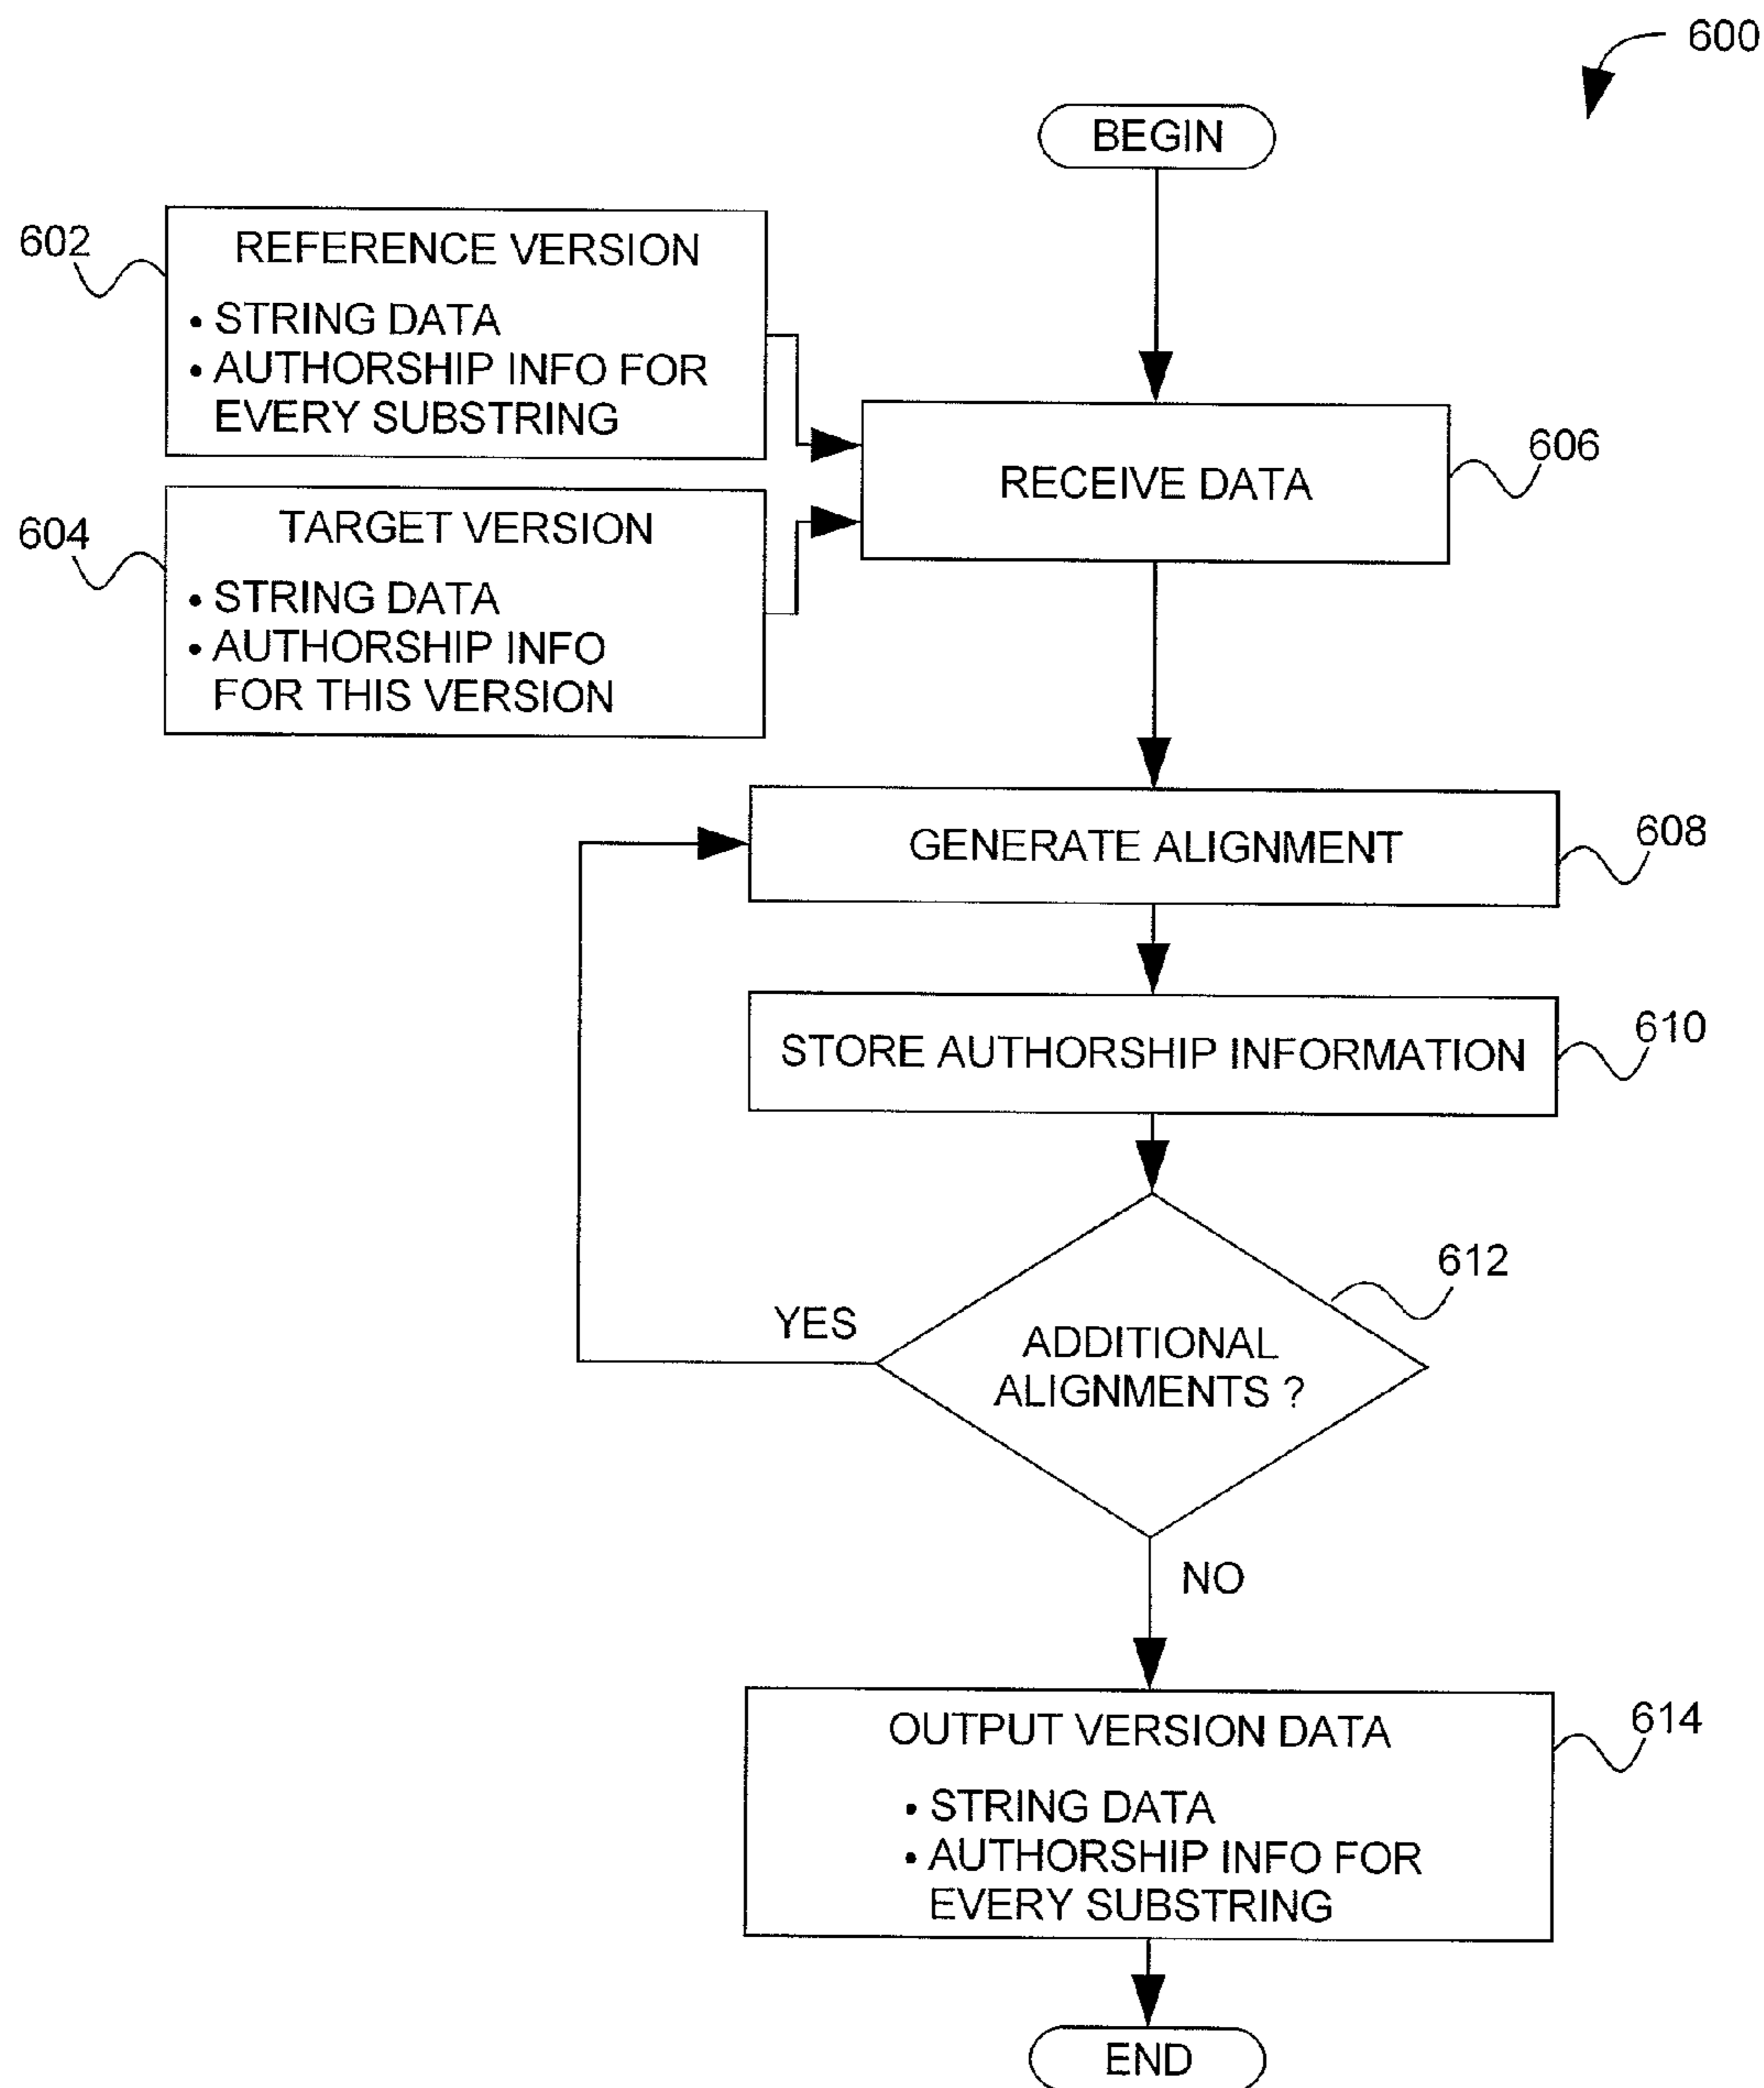 600
BEGIN
602
REFERENCE VERSION
• STRING DATA
• AUTHORSHIP INFO FOR
EVERY SUBSTRING
606
RECEIVE DATA
604
TARGET VERSION
• STRING DATA
• AUTHORSHIP INFO
FOR THIS VERSION
608
GENERATE ALIGNMENT
610
STORE AUTHORSHIP INFORMATION
612
YES
ADDITIONAL
ALIGNMENTS ?
NO
614
OUTPUT VERSION DATA
• STRING DATA
• AUTHORSHIP INFO FOR
EVERY SUBSTRING
END